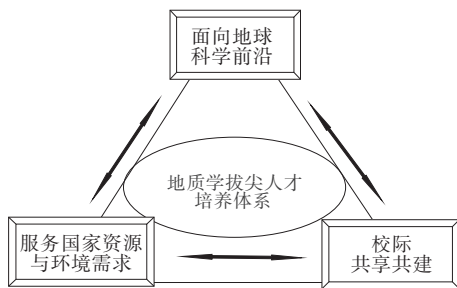 面向地球
科学前沿
地质学拔尖人才
培养体系
服务国家资源
与环境需求
校际
共享共建